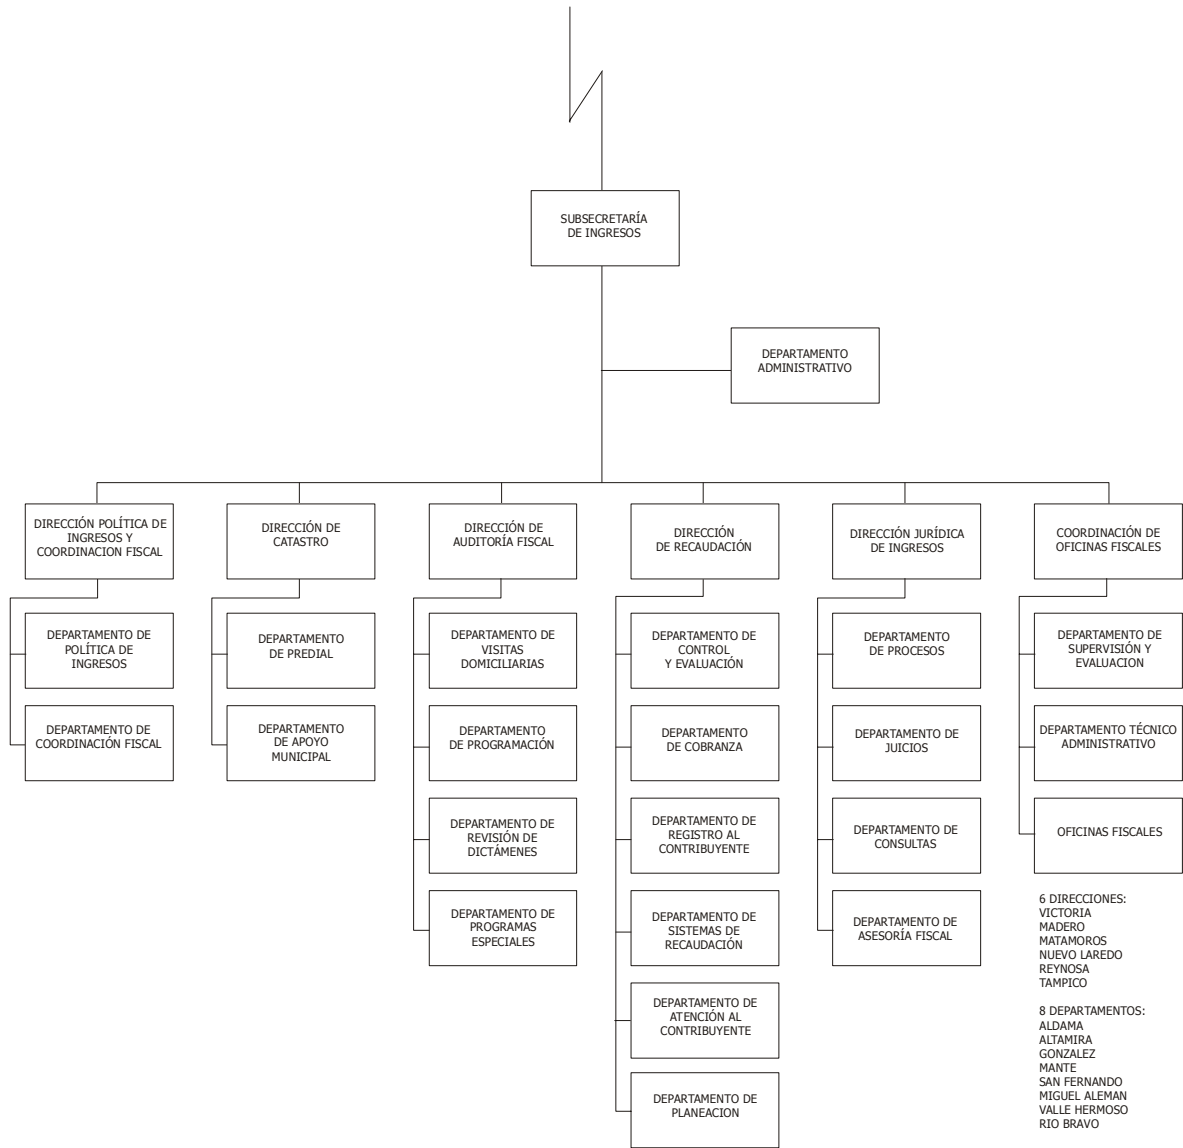 SUBSECRETARÍA
DE INGRESOS
DEPARTAMENTO
ADMINISTRATIVO
DIRECCIÓN POLÍTICA DE
INGRESOS Y
COORDINACION FISCAL
DEPARTAMENTO DE
POLÍTICA DE
INGRESOS
DEPARTAMENTO DE
COORDINACIÓN FISCAL
DIRECCIÓN DE
CATASTRO
DEPARTAMENTO
DE PREDIAL
DEPARTAMENTO
DE APOYO
MUNICIPAL
DIRECCIÓN DE
AUDITORÍA FISCAL
DEPARTAMENTO DE
VISITAS
DOMICILIARIAS
DEPARTAMENTO
DE PROGRAMACIÓN
DEPARTAMENTO DE
REVISIÓN DE
DICTÁMENES
DEPARTAMENTO DE
PROGRAMAS
ESPECIALES
DIRECCIÓN
DE RECAUDACIÓN
DEPARTAMENTO DE
CONTROL
Y EVALUACIÓN
DEPARTAMENTO
DE COBRANZA
DEPARTAMENTO DE
REGISTRO AL
CONTRIBUYENTE
DEPARTAMENTO DE
SISTEMAS DE
RECAUDACIÓN
DEPARTAMENTO DE
ATENCIÓN AL
CONTRIBUYENTE
DEPARTAMENTO DE
PLANEACION
DIRECCIÓN JURÍDICA
DE INGRESOS
DEPARTAMENTO
DE PROCESOS
DEPARTAMENTO DE
JUICIOS
DEPARTAMENTO DE
CONSULTAS
DEPARTAMENTO DE
ASESORÍA FISCAL
COORDINACIÓN DE
OFICINAS FISCALES
DEPARTAMENTO DE
SUPERVISIÓN Y
EVALUACION
DEPARTAMENTO TÉCNICO
ADMINISTRATIVO
OFICINAS FISCALES
6 DIRECCIONES:
VICTORIA
MADERO
MATAMOROS
NUEVO LAREDO
REYNOSA
TAMPICO
8 DEPARTAMENTOS:
ALDAMA
ALTAMIRA
GONZALEZ
MANTE
SAN FERNANDO
MIGUEL ALEMAN
VALLE HERMOSO
RIO BRAVO